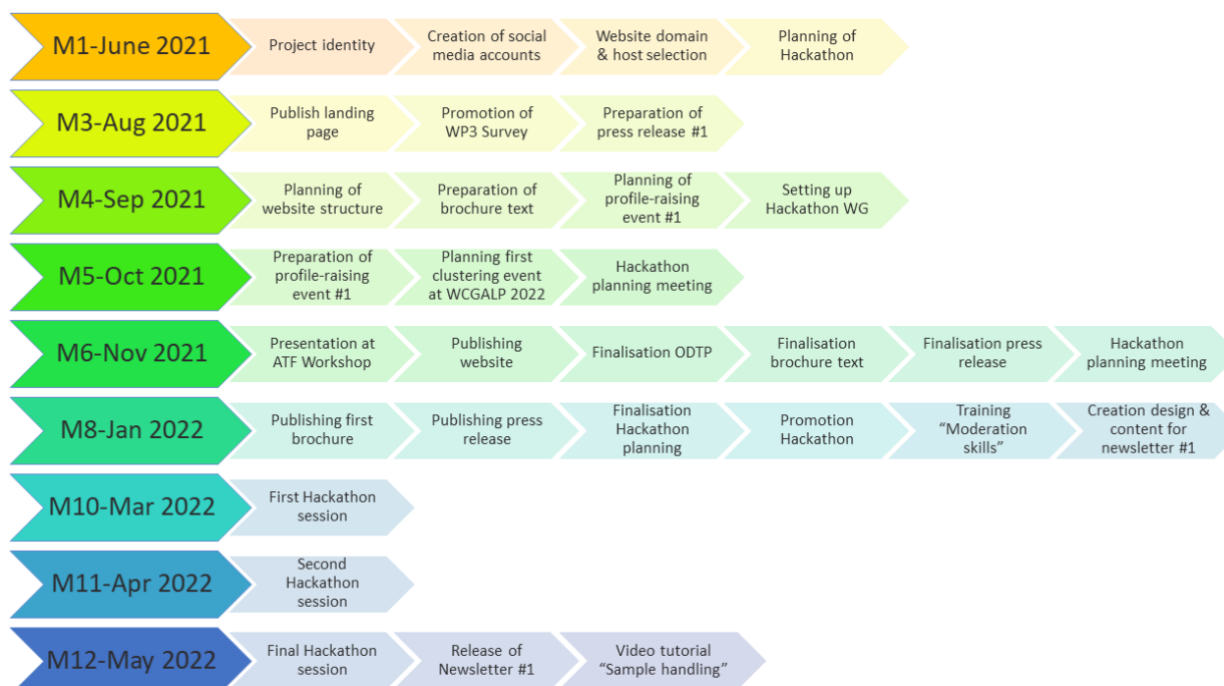 M1-June 2021
Project identity
Creation of social
media accounts
Website domain
& host selection
Planning of
Hackathon
M3-Aug 2021
Publish landing
page
Promotion of
WP3 Survey
Preparation of
press release #1
M4-Sep 2021
Planning of
website structure
Preparation of
brochure text
Planning of
profile-raising
event #1
Setting up
Hackathon WG
M5-Oct 2021
Preparation of
profile-raising
event #1
Planning first
clustering event
at WCGALP 2022
Hackathon
planning meeting
M6-Nov 2021
Presentation at
ATF Workshop
Publishing
website
Finalisation ODTP
Finalisation
brochure text
Finalisation press
release
Hackathon
planning meeting
M8-Jan 2022
Publishing first
brochure
Publishing press
release
Finalisation
Hackathon
planning
Promotion
Hackathon
Training
“Moderation
skills”
Creation design &
content for
newsletter #1
M10-Mar 2022
First Hackathon
session
M11-Apr 2022
Second
Hackathon
session
M12-May 2022
Final Hackathon
session
Release of
Newsletter #1
Video tutorial
“Sample handling”